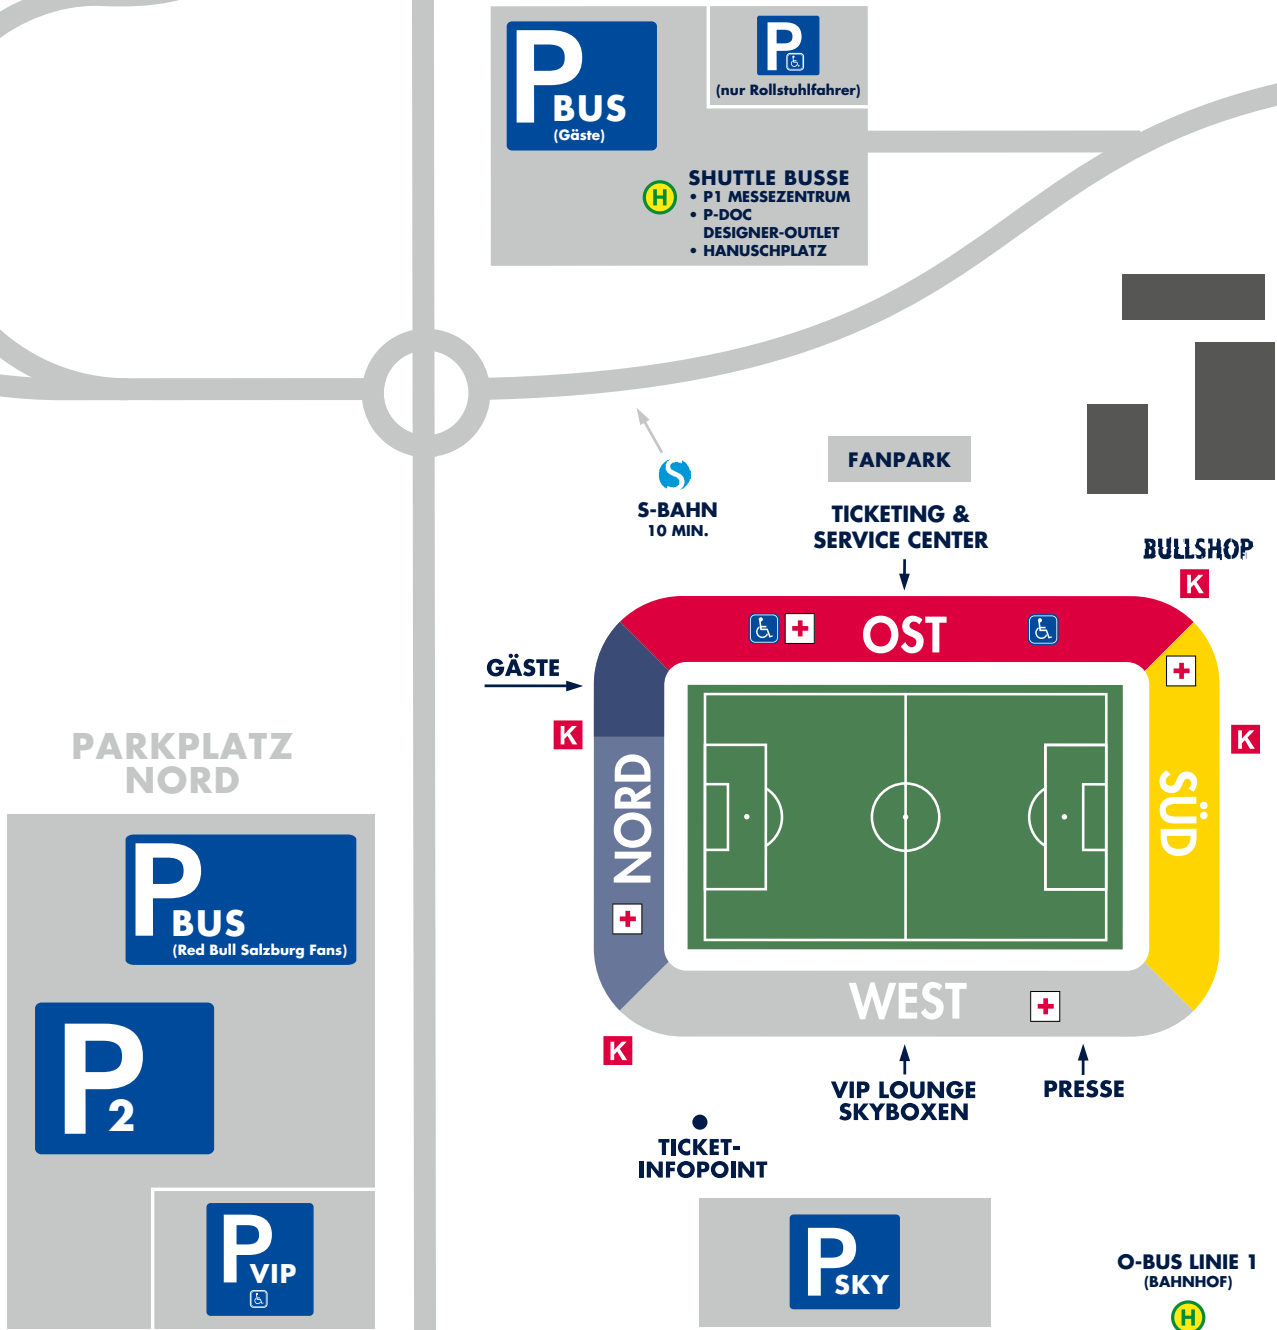 P
BUS
(Gäste)
P
(nur Rollstuhlfahrer)
H
SHUTTLE BUSSE
• P1 MESSEZENTRUM
• P-DOC
DESIGNER-OUTLET
• HANUSCHPLATZ
S-BAHN
10 MIN.
FANPARK
TICKETING &
SERVICE CENTER
BULLSHOP
K
OST
GÄSTE
K
K
NORD
SÜD
WEST
K
VIP LOUNGE
SKYBOXEN
PRESSE
TICKET-
INFOPOINT
PARKPLATZ
NORD
P
BUS
(Red Bull Salzburg Fans)
P
2
P
VIP
P
SKY
O-BUS LINIE 1
(BAHNHOF)
H